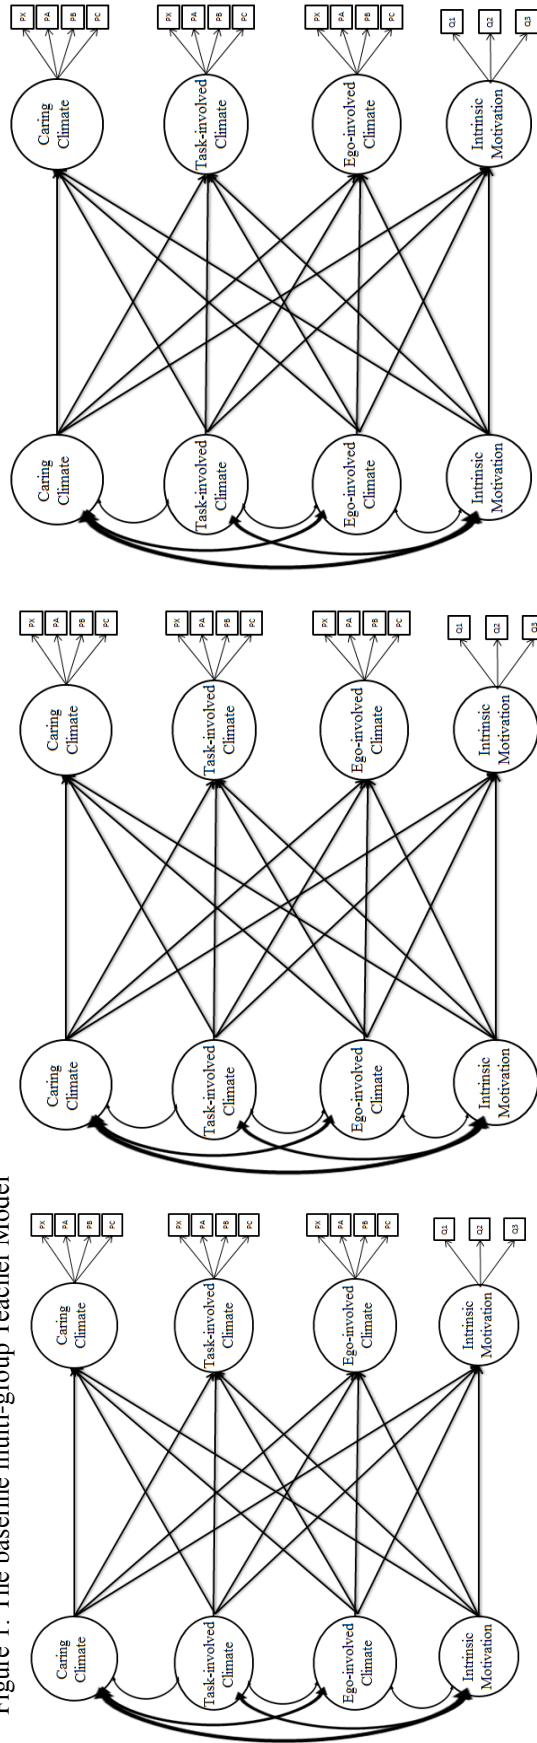 Figure 1. The baseline multi-group Teacher Model
Caring
Climate
Caring
Climate
PX
PA
PB
PC
Task-involved
Climate
Task-involved
Climate
PX
PA
PB
PC
Ego-involved
Climate
Ego-involved
Climate
PX
PA
PB
PC
Intrinsic
Motivation
Intrinsic
Motivation
Q1
Q2
Q3
Caring
Climate
Caring
Climate
PX
PA
PB
PC
Task-involved
Climate
Task-involved
Climate
PX
PA
PB
PC
Ego-involved
Climate
Ego-involved
Climate
PX
PA
PB
PC
Intrinsic
Motivation
Intrinsic
Motivation
Q1
Q2
Q3
Caring
Climate
Caring
Climate
PX
PA
PB
PC
Task-involved
Climate
Task-involved
Climate
PX
PA
PB
PC
Ego-involved
Climate
Ego-involved
Climate
PX
PA
PB
PC
Intrinsic
Motivation
Intrinsic
Motivation
Q1
Q2
Q3